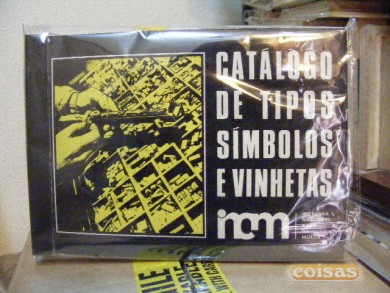 CATÁLOGO
DE TIPOS
SÍMBOLOS
E VINHETAS
incm
coisas